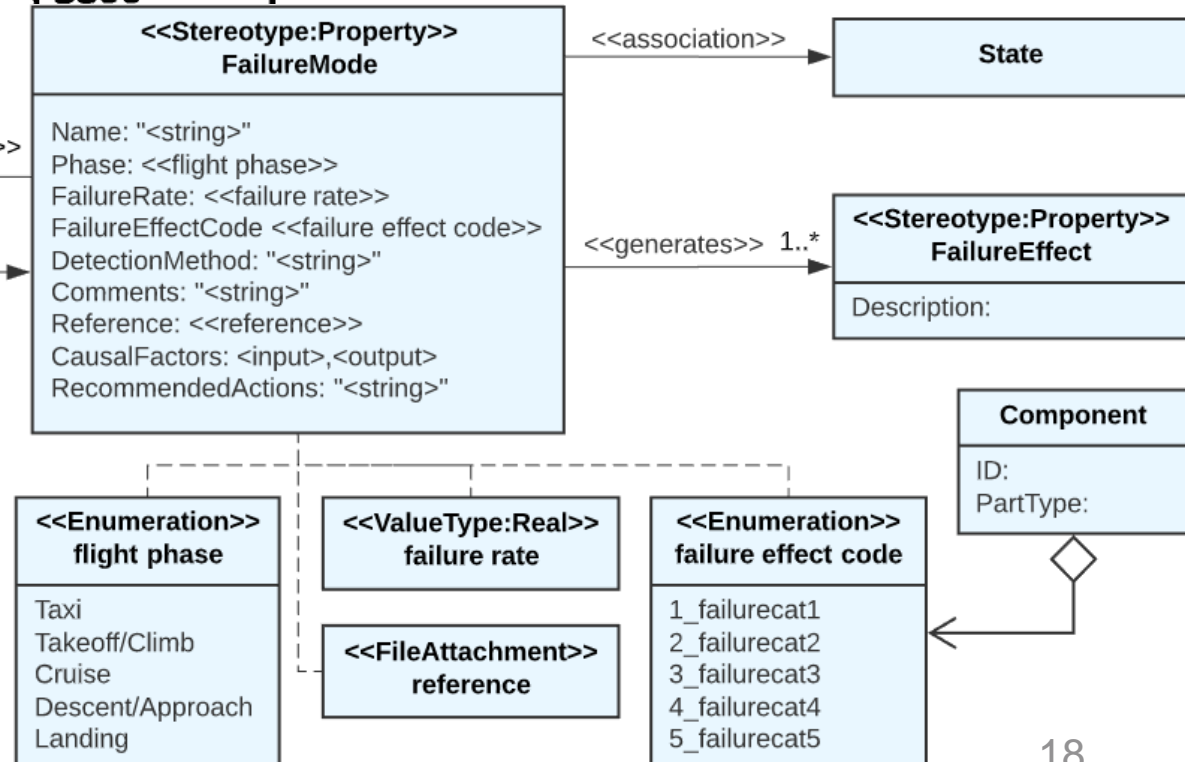 <<Stereotype:Property>>
FailureMode
Name: "<string>"
Phase: <<flight phase>>
FailureRate: <<failure rate>>
FailureEffectCode <<failure effect code>>
DetectionMethod: "<string>"
Comments: "<string>"
Reference: <<reference>>
CausalFactors: <input>,<output>
RecommendedActions: "<string>"
>>
<<association>>
State
<<generates>> 1..*
<<Stereotype:Property>>
FailureEffect
Description:
Component
ID:
PartType:
<<Enumeration>>
flight phase
Taxi
Takeoff/Climb
Cruise
Descent/Approach
Landing
<<ValueType:Real>>
failure rate
<<FileAttachment>>
reference
<<Enumeration>>
failure effect code
1_failurecat1
2_failurecat2
3_failurecat3
4_failurecat4
5_failurecat5
18